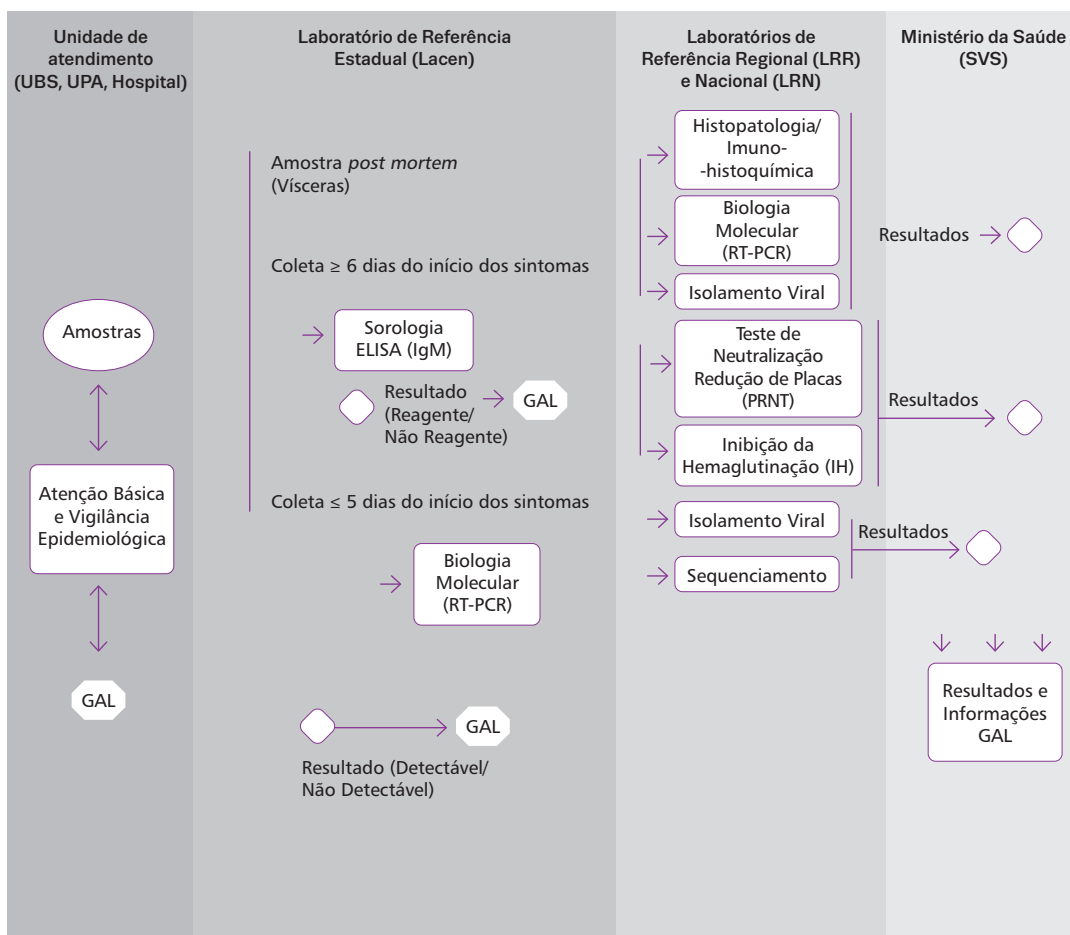 Unidade de
atendimento
(UBS, UPA, Hospital)
Amostras
Atenção Básica
e Vigilância
Epidemiológica
GAL
Laboratório de Referência
Estadual (Lacen)
Amostra post mortem
(Vísceras)
Coleta ≥ 6 dias do início dos sintomas
Sorologia
ELISA (IgM)
Resultado
(Reagente/
Não Reagente)
GAL
Coleta ≤ 5 dias do início dos sintomas
Biologia
Molecular
(RT-PCR)
GAL
Resultado (Detectável/
Não Detectável)
Laboratórios de
Referência Regional (LRR)
e Nacional (LRN)
Histopatologia/
Imuno-
-histoquímica
Biologia
Molecular
(RT-PCR)
Isolamento Viral
Teste de
Neutralização
Redução de Placas
(PRNT)
Inibição da
Hemaglutinação (IH)
Isolamento Viral
Sequenciamento
Ministério da Saúde
(SVS)
Resultados
Resultados
Resultados
Resultados e
Informações
GAL